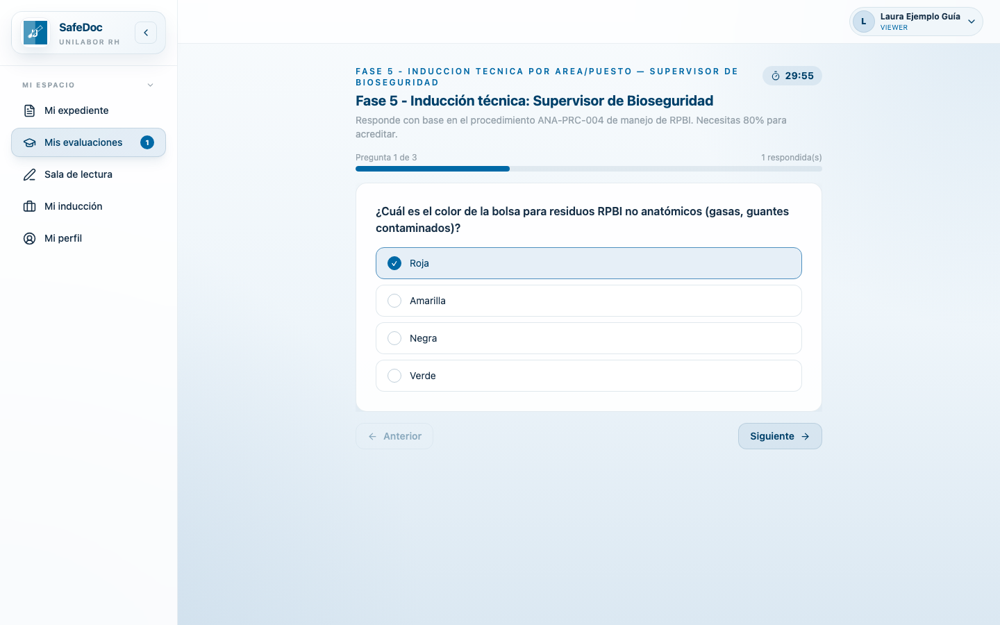 SafeDoc
UNILABOR RH
MI ESPACIO
Mi expediente
Mis evaluaciones 1
Sala de lectura
Mi inducción
Mi perfil
L Laura Ejemplo Guía
VIEWER
FASE 5 - INDUCCION TECNICA POR AREA/PUESTO — SUPERVISOR DE
BIOSEGURIDAD
29:55
Fase 5 - Inducción técnica: Supervisor de Bioseguridad
Responde con base en el procedimiento ANA-PRC-004 de manejo de RPBI. Necesitas 80% para
acreditar.
Pregunta 1 de 3 1 respondida(s)
¿Cuál es el color de la bolsa para residuos RPBI no anatómicos (gasas, guantes
contaminados)?
Roja
Amarilla
Negra
Verde
Anterior Siguiente